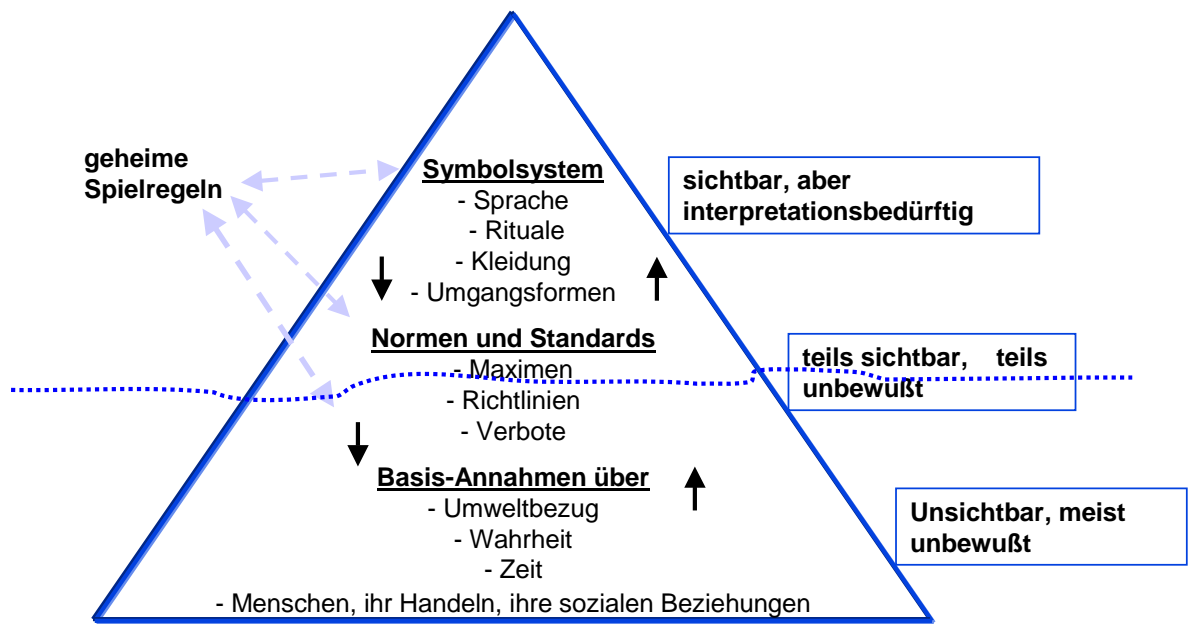 geheime
Spielregeln
Symbolsystem
- Sprache
- Rituale
- Kleidung
- Umgangsformen
sichtbar, aber
interpretationsbedürftig
Normen und Standards
- Maximen
- Richtlinien
- Verbote
teils sichtbar, teils
unbewußt
Basis-Annahmen über
- Umweltbezug
- Wahrheit
- Zeit
- Menschen, ihr Handeln, ihre sozialen Beziehungen
Unsichtbar, meist
unbewußt